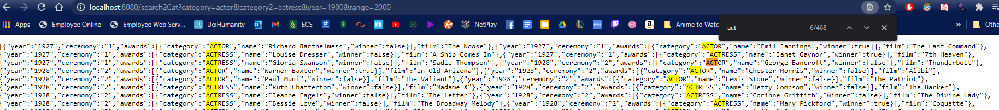 localhost:8080/search2Cat?category=actor&category2=actress&year=1900&range=2000
Apps Employee Online Employee Web Serv... UeiHumanity ECS MR NetPlay Anime to Watc » Othe
act 6/468
[{"year":"1927","ceremony":"1","awards":[{"category":"ACTOR","name":"Richard Barthelmess","winner":false}],"film":"The Noose"},{"year":"1927","ceremony":"1","awards":[{"category":"ACTOR","name":"Emil Jannings","winner":true}],"film":"The Last Command"},
{"year":"1927","ceremony":"1","awards":[{"category":"ACTRESS","name":"Louise Dresser","winner":false}],"film":"A Ship Comes In"},{"year":"1927","ceremony":"1","awards":[{"category":"ACTRESS","name":"Janet Gaynor","winner":true}],"film":"7th Heaven"},
{"year":"1927","ceremony":"1","awards":[{"category":"ACTRESS","name":"Gloria Swanson","winner":false}],"film":"Sadie Thompson"},{"year":"1928","ceremony":"2","awards":[{"category":"ACTOR","name":"George Bancroft","winner":false}],"film":"Thunderbolt"},
{"year":"1928","ceremony":"2","awards":[{"category":"ACTOR","name":"Warner Baxter","winner":true}],"film":"In Old Arizona"},{"year":"1928","ceremony":"2","awards":[{"category":"ACTOR","name":"Chester Morris","winner":false}],"film":"Alibi"},
{"year":"1928","ceremony":"2","awards":[{"category":"ACTOR","name":"Paul Muni","winner":false}],"film":"The Valiant"},{"year":"1928","ceremony":"2","awards":[{"category":"ACTOR","name":"Lewis Stone","winner":false}],"film":"The Patriot"},
{"year":"1928","ceremony":"2","awards":[{"category":"ACTRESS","name":"Ruth Chatterton","winner":false}],"film":"Madame X"},{"year":"1928","ceremony":"2","awards":[{"category":"ACTRESS","name":"Betty Compson","winner":false}],"film":"The Barker"},
{"year":"1928","ceremony":"2","awards":[{"category":"ACTRESS","name":"Jeanne Eagels","winner":false}],"film":"The Letter"},{"year":"1928","ceremony":"2","awards":[{"category":"ACTRESS","name":"Corinne Griffith","winner":false}],"film":"The Divine Lady"},
{"year":"1928","ceremony":"2","awards":[{"category":"ACTRESS","name":"Bessie Love","winner":false}],"film":"The Broadway Melody"},{"year":"1928","ceremony":"2","awards":[{"category":"ACTRESS","name":"Mary Pickford","winner":true}],"film":"Coquette"},